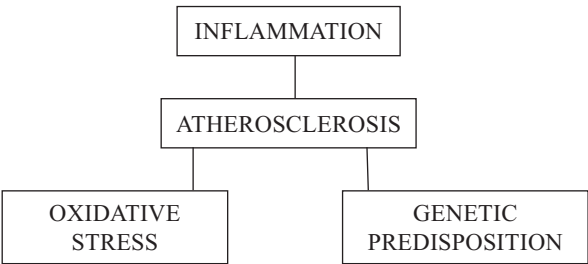 INFLAMMATION
ATHEROSCLEROSIS
OXIDATIVE
STRESS
GENETIC
PREDISPOSITION